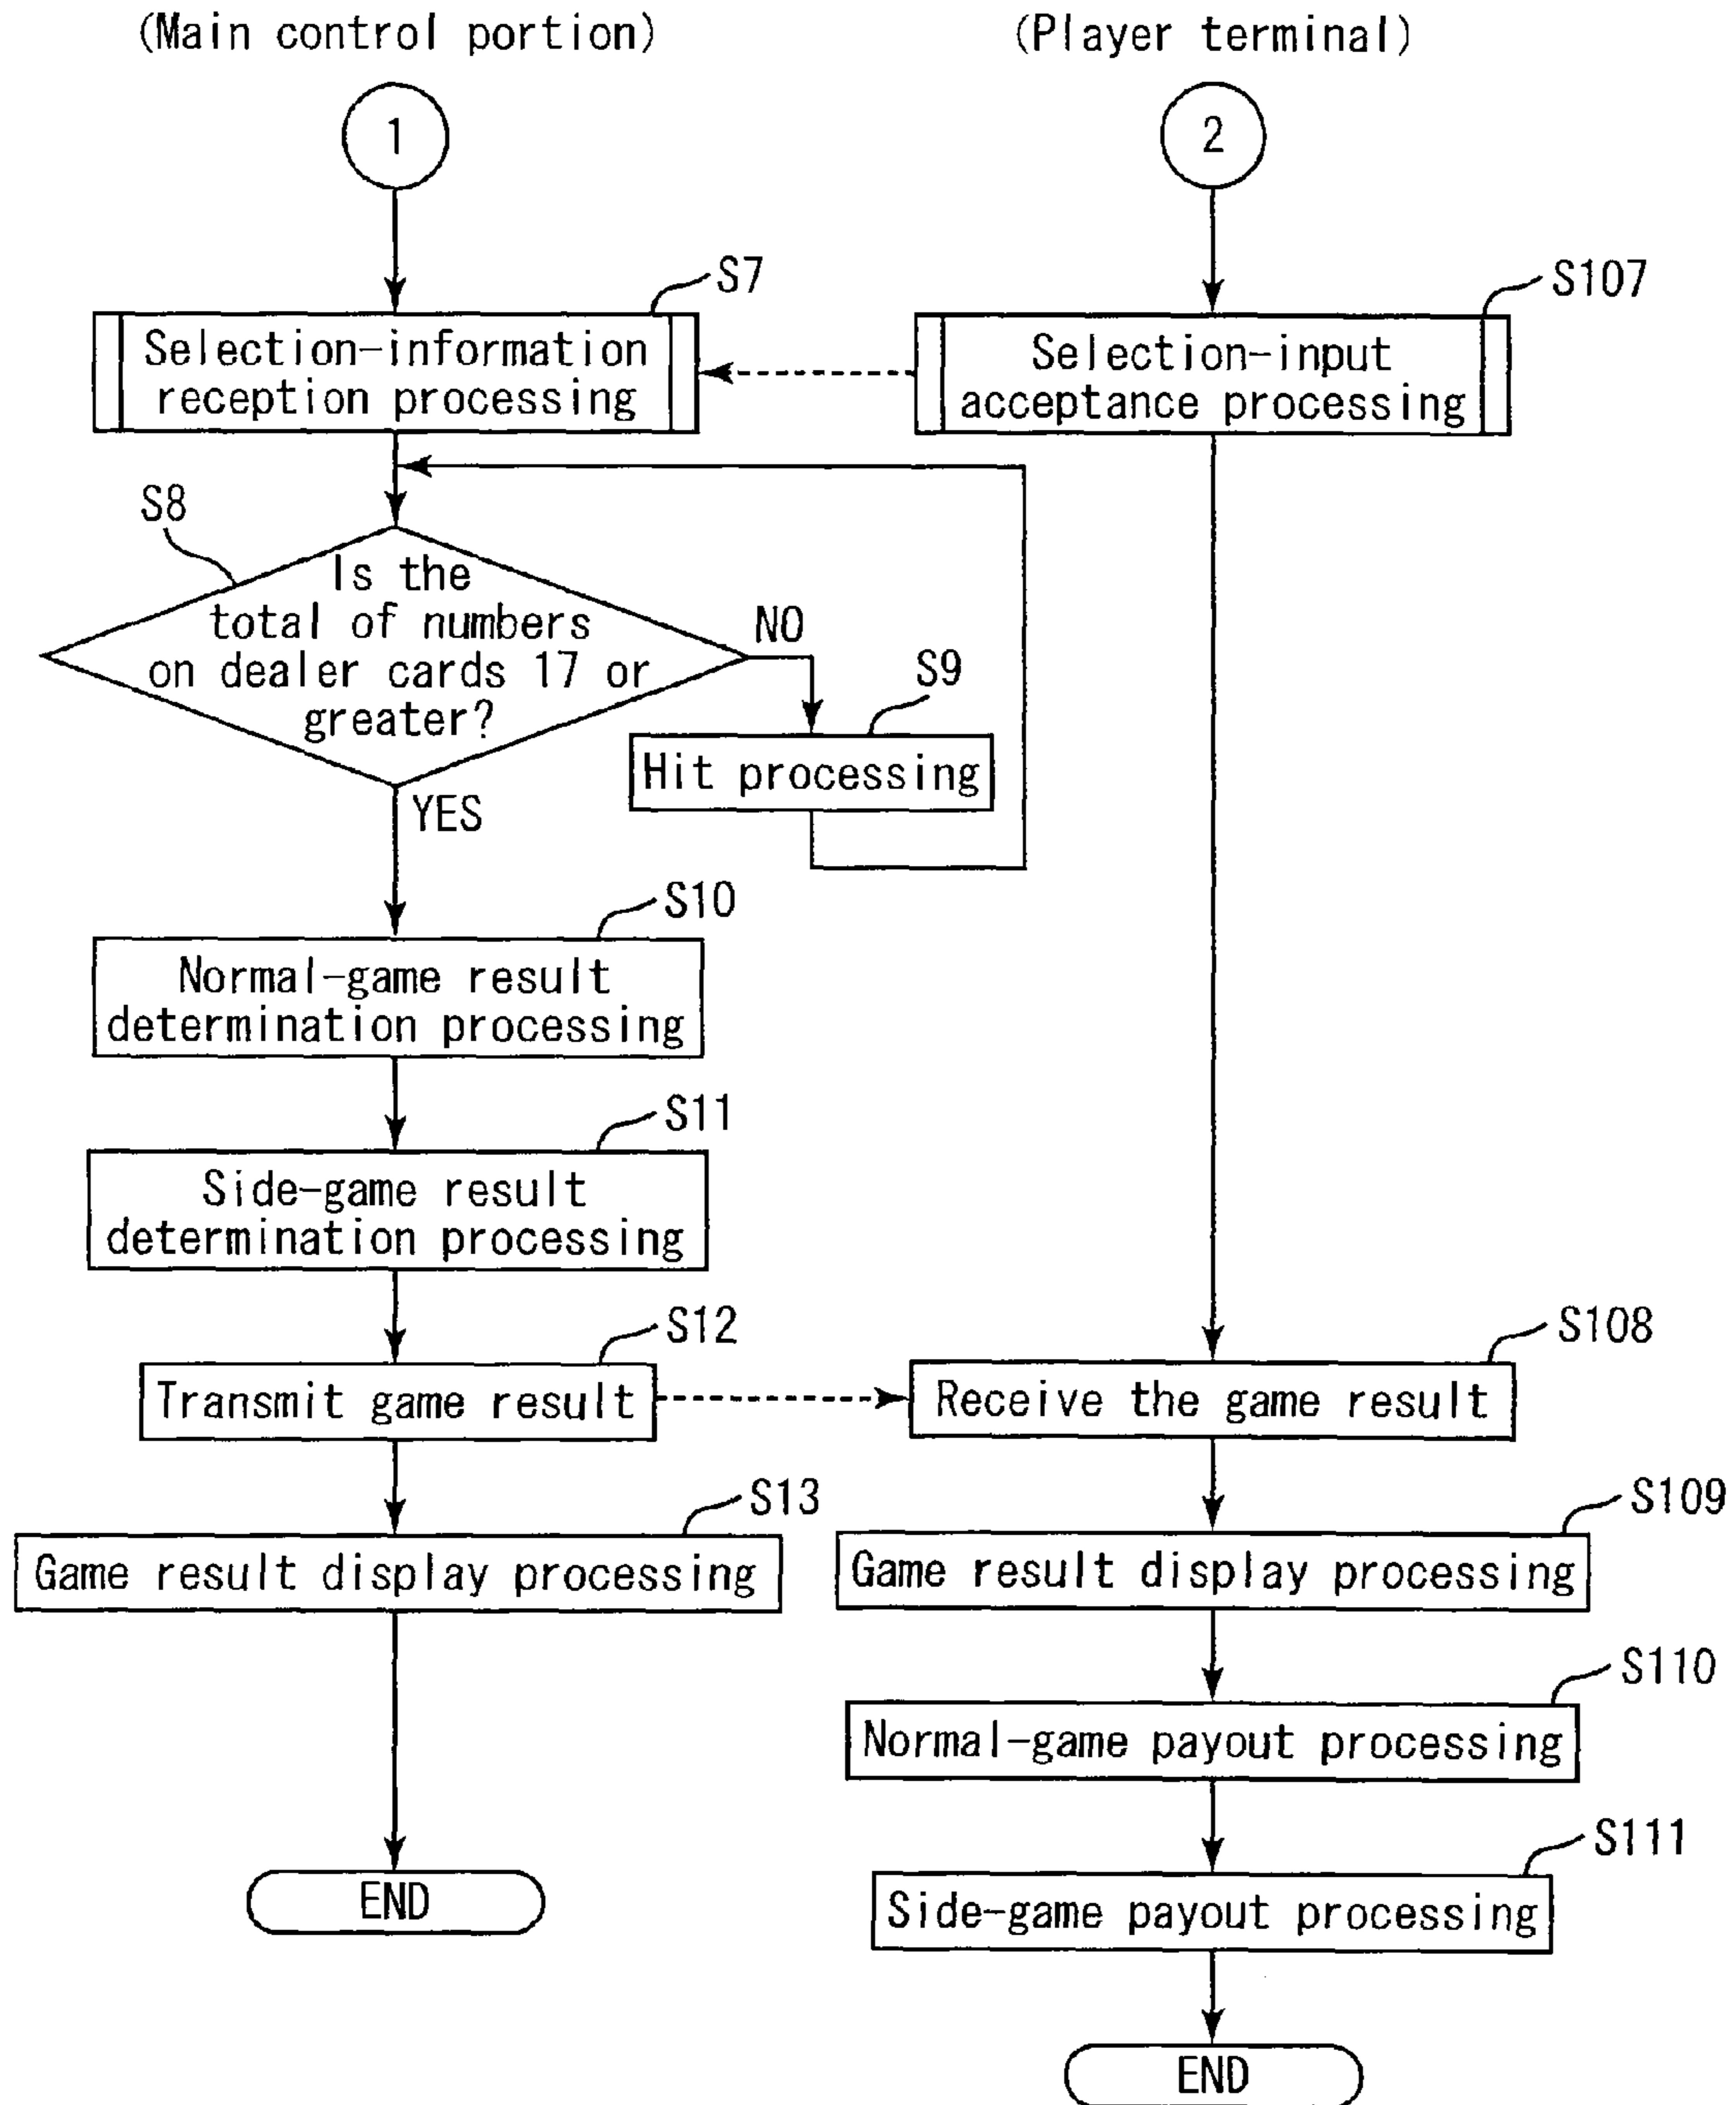 (Main control portion)
(Player terminal)
1
2
S7
S107
Selection-information
reception processing
Selection-input
acceptance processing
S8
Is the
total of numbers
on dealer cards 17 or
greater?
NO
S9
Hit processing
YES
S10
Normal-game result
determination processing
S11
Side-game result
determination processing
S12
S108
Transmit game result
Receive the game result
S13
S109
Game result display processing
Game result display processing
S110
Normal-game payout processing
S111
Side-game payout processing
END
END